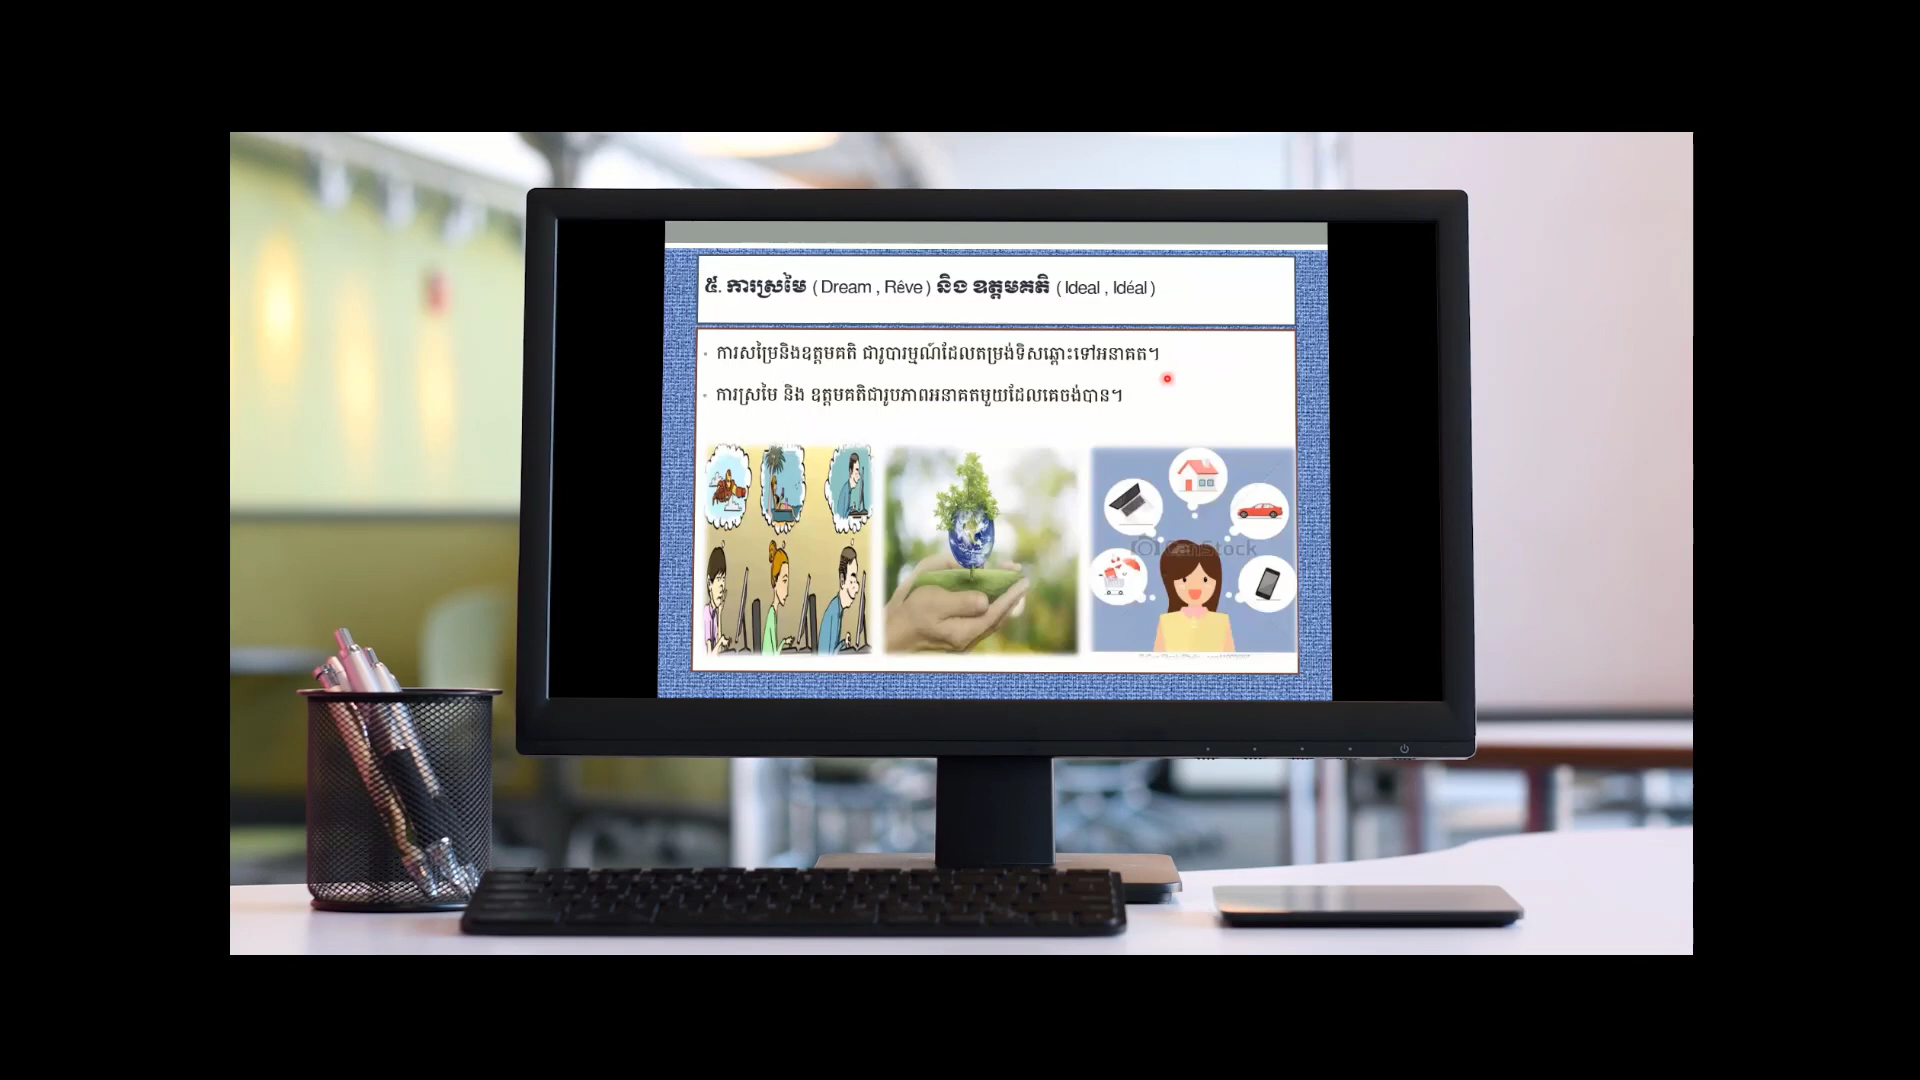 ៥. ការស្រមៃ ( Dream , Rêve ) និង ឧត្តមគតិ ( Ideal , Idéal )
· ការសម្រៃនិងឧត្តមគតិ ជារូបារម្មណ៍ដែលតម្រង់ទិសឆ្ពោះទៅអនាគត។
· ការស្រមៃ និង ឧត្តមគតិជារូបភាពអនាគតមួយដែលគេចង់បាន។
CanStock